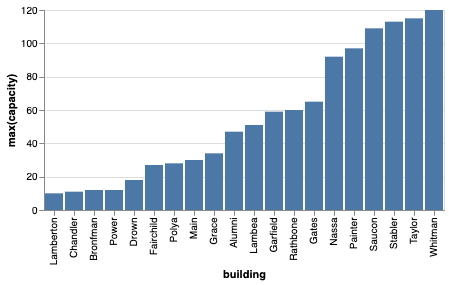 120
100
80
60
40
20
0
max(capacity)
Lamberton
Chandler
Bronfman
Power
Drown
Fairchild
Polya
Main
Grace
Alumni
Lambea
Garfield
Rathbone
Gates
Nassa
Painter
Saucon
Stabler
Taylor
Whitman
building